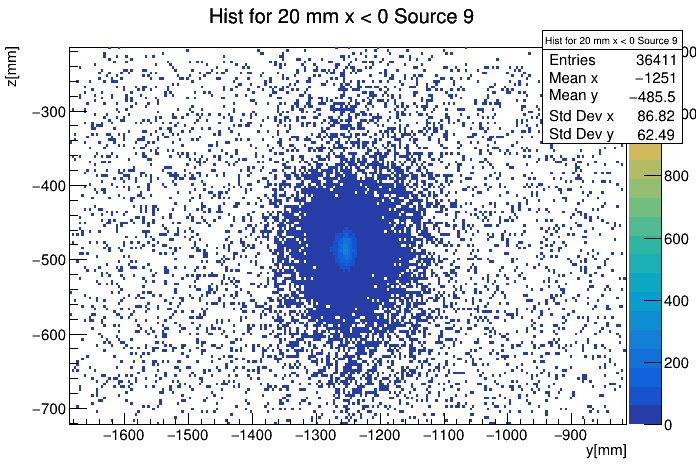 Hist for 20 mm x < 0 Source 9
Hist for 20 mm x < 0 Source 9
Entries 36411
Mean x −1251
Mean y −485.5
Std Dev x 86.82
Std Dev y 62.49
z[mm]
−300
−400
−500
−600
−700
−1600 −1500 −1400 −1300 −1200 −1100 −1000 −900
y[mm]
800
600
400
200
0